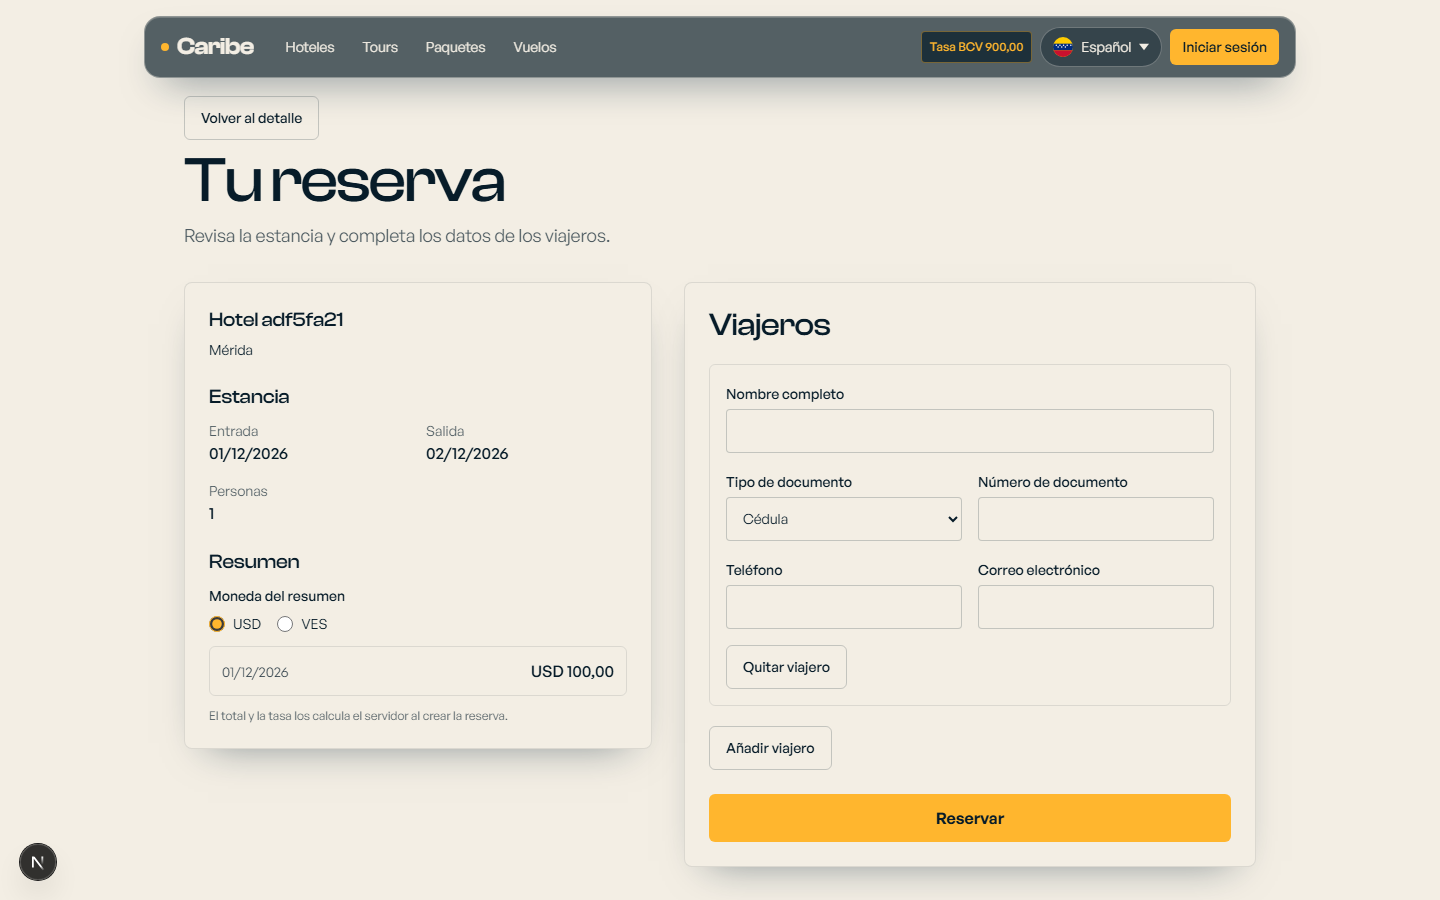 Caribe
Hoteles
Tours
Paquetes
Vuelos
Tasa BCV 900,00
Español
Iniciar sesión
Volver al detalle
Tu reserva
Revisa la estancia y completa los datos de los viajeros.
Hotel adf5fa21
Mérida
Estancia
Entrada
01/12/2026
Salida
02/12/2026
Personas
1
Resumen
Moneda del resumen
USD
VES
01/12/2026
USD 100,00
El total y la tasa los calcula el servidor al crear la reserva.
Viajeros
Nombre completo
Tipo de documento
Cédula
Número de documento
Teléfono
Correo electrónico
Quitar viajero
Añadir viajero
Reservar
N